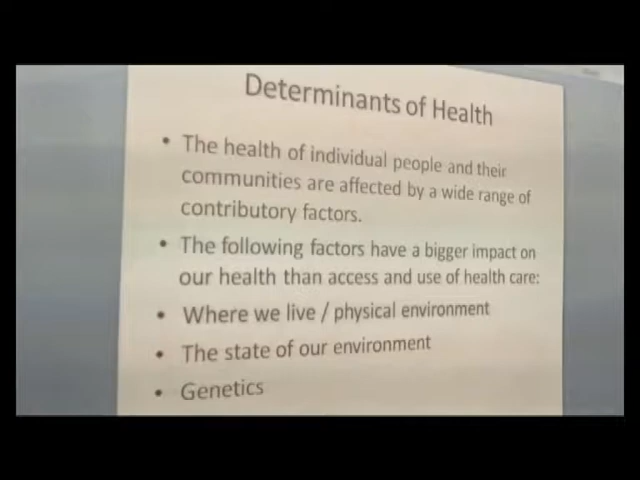 Determinants of Health
• The health of individual people and their
communities are affected by a wide range of
contributory factors.
• The following factors have a bigger impact on
our health than access and use of health care:
• Where we live / physical environment
• The state of our environment
• Genetics